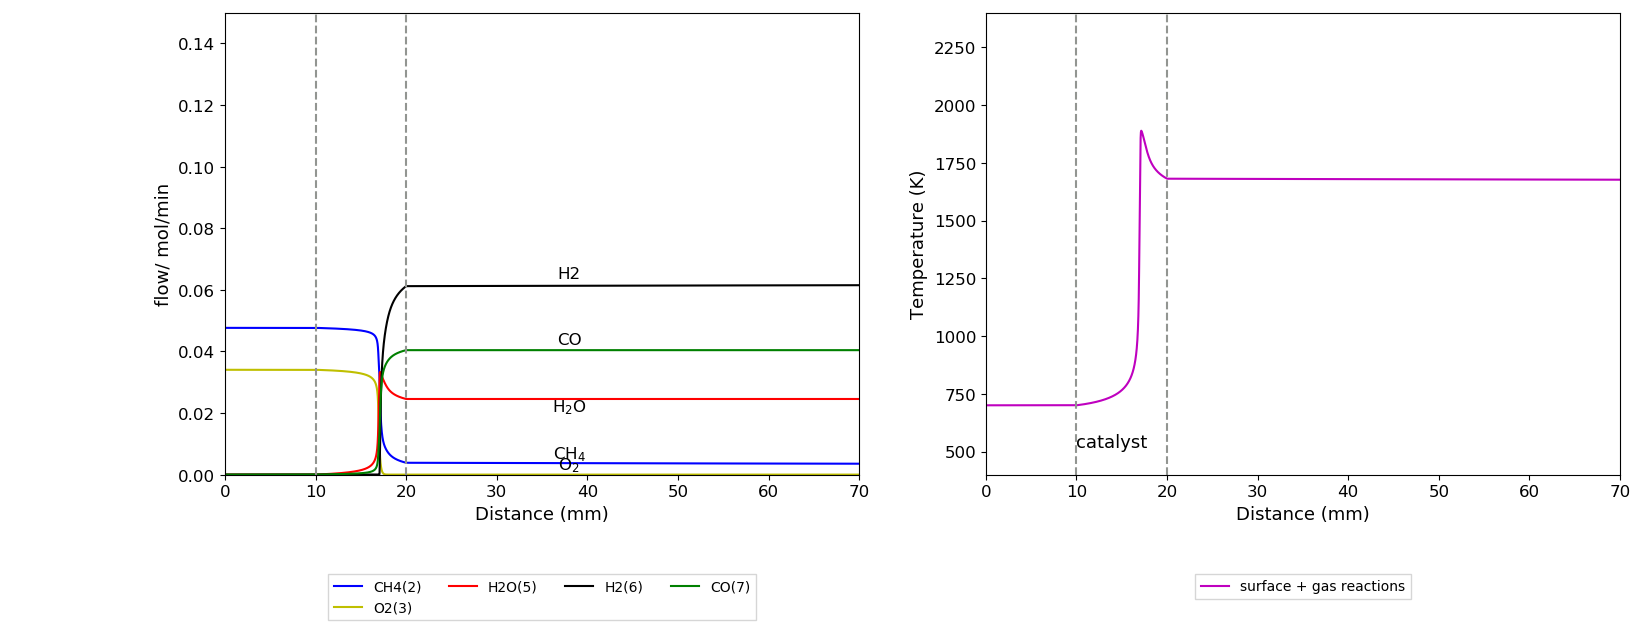 0.14
0.12
0.10
0.08
0.06
0.04
0.02
0.00
flow/ mol/min
0
10
20
30
40
50
60
70
Distance (mm)
H2
CO
H₂O
CH₄
O₂
CH4(2)
H2O(5)
H2(6)
CO(7)
O2(3)
2250
2000
1750
1500
1250
1000
750
500
Temperature (K)
catalyst
0
10
20
30
40
50
60
70
Distance (mm)
surface + gas reactions